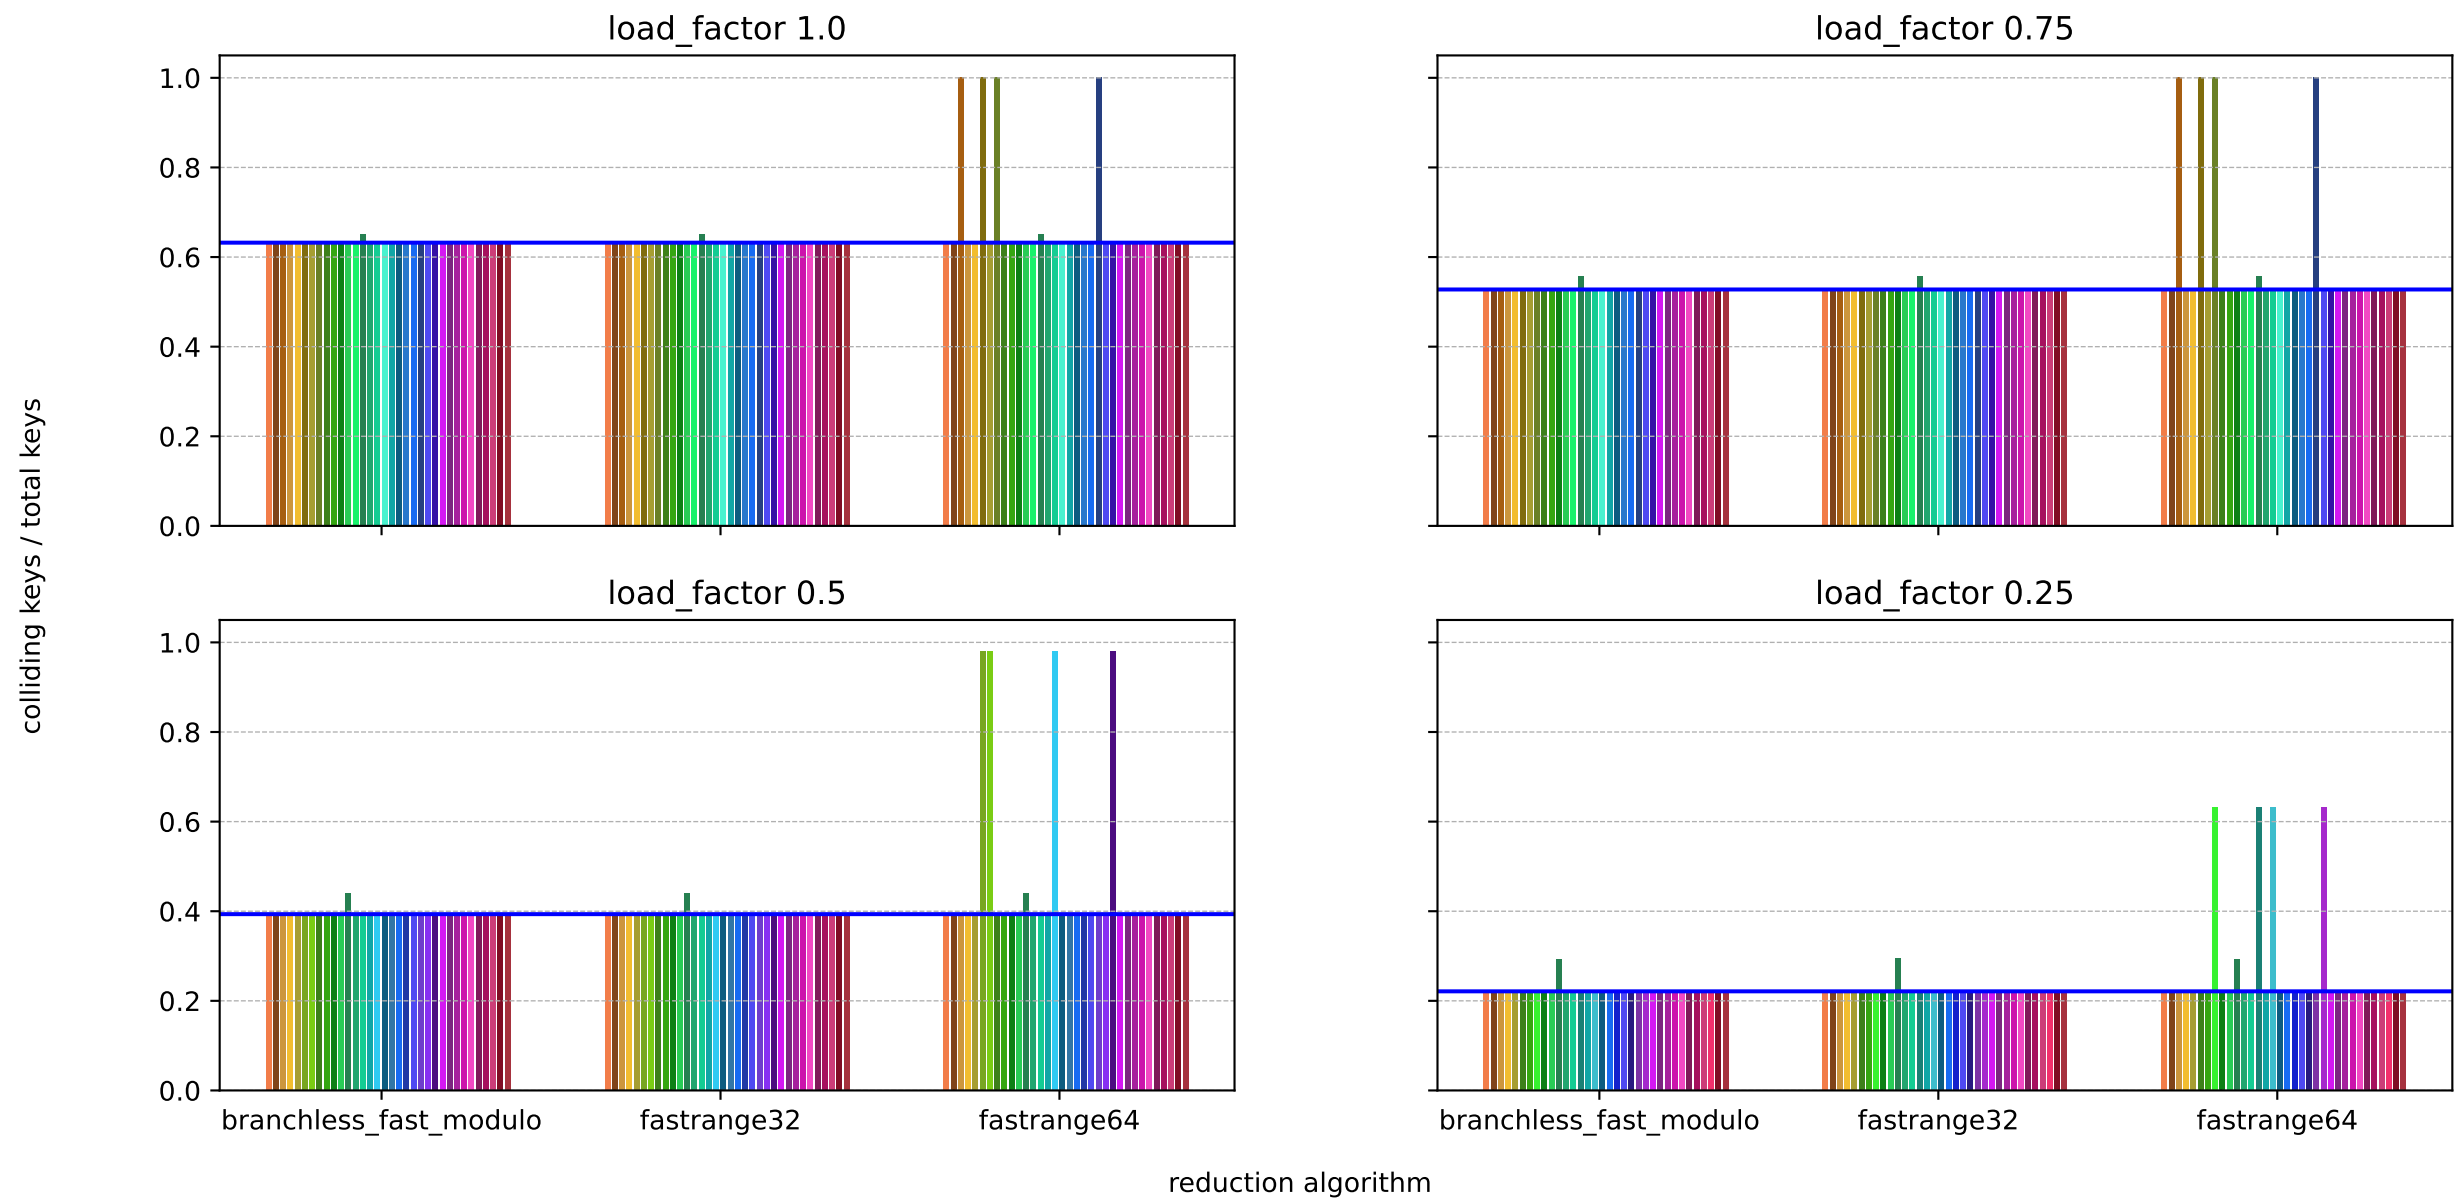 load_factor 1.0
load_factor 0.75
1.0
0.8
0.6
0.4
0.2
0.0
colliding keys / total keys
load_factor 0.5
load_factor 0.25
1.0
0.8
0.6
0.4
0.2
0.0
branchless_fast_modulo fastrange32 fastrange64
branchless_fast_modulo fastrange32 fastrange64
reduction algorithm